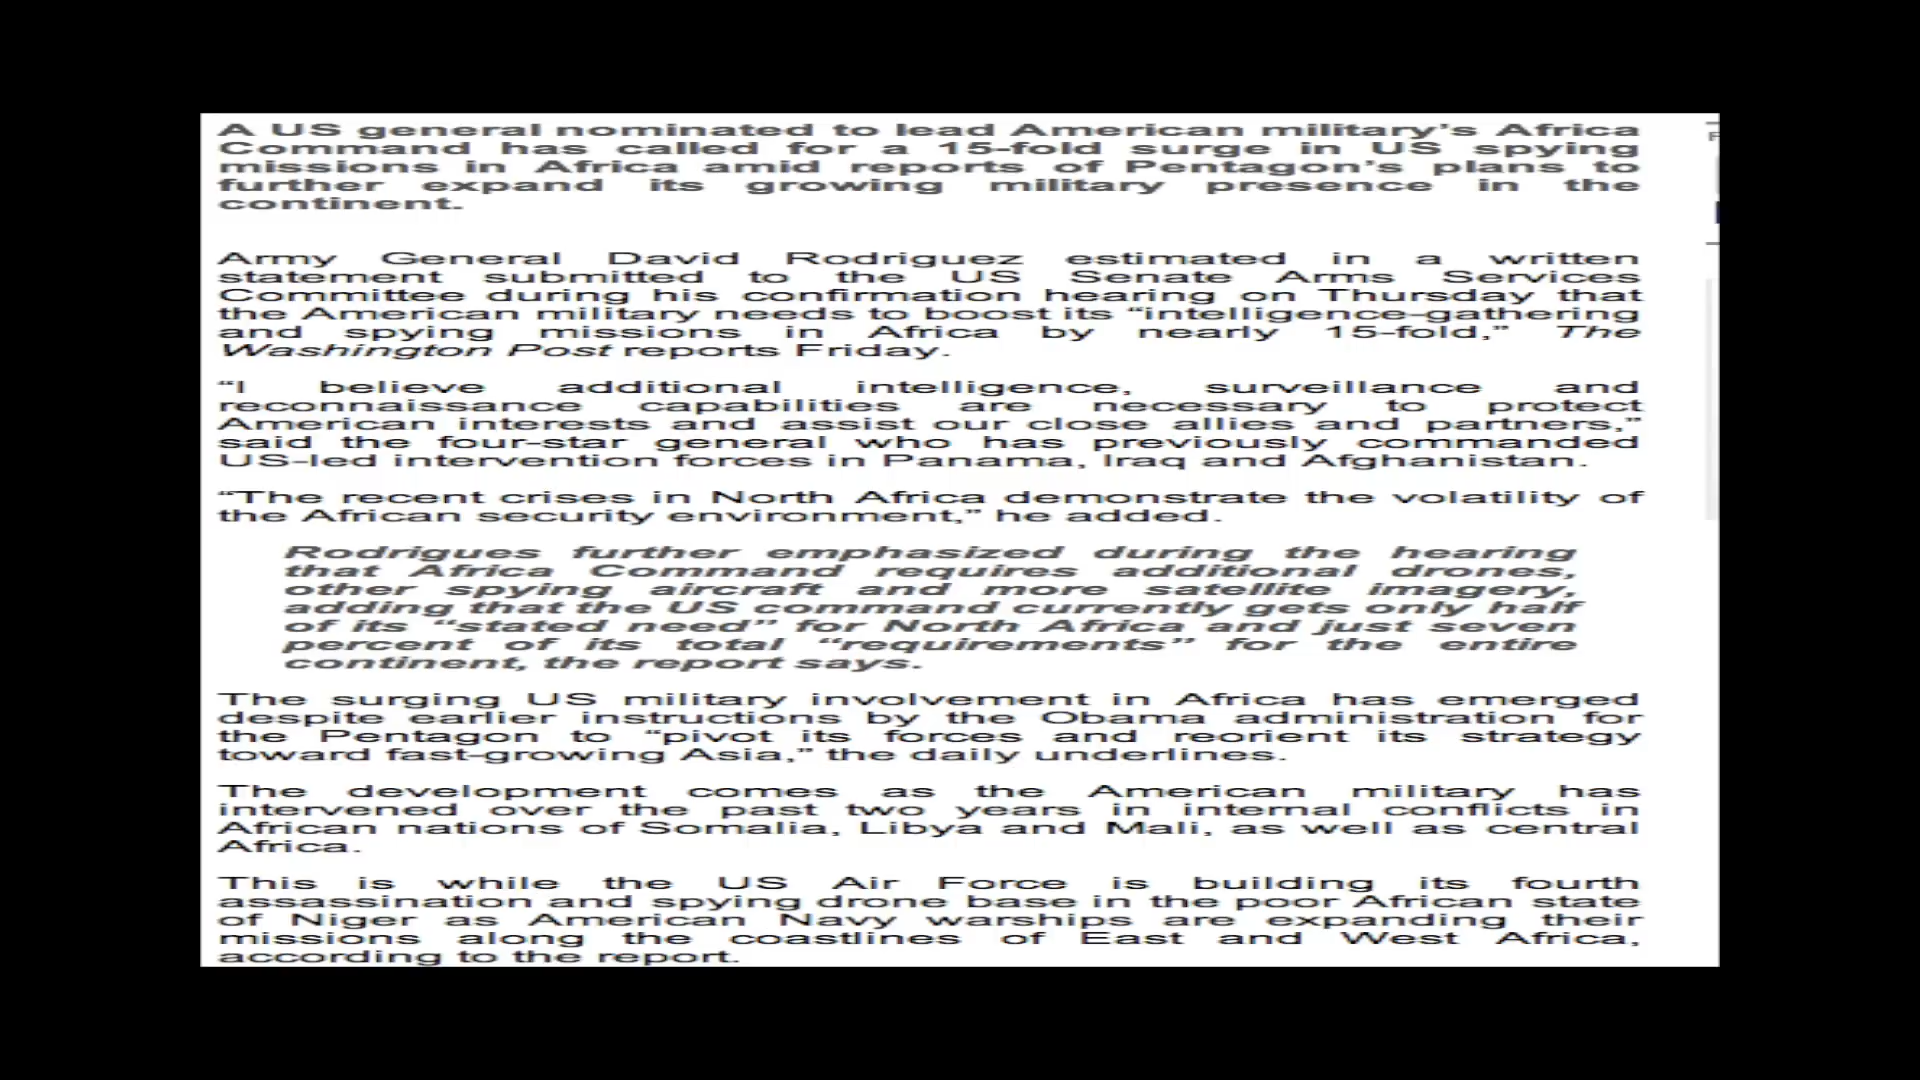 A US general nominated to lead American military's Africa
Command has called for a 15-fold surge in US spying
missions in Africa amid reports of Pentagon's plans to
further expand its growing military presence in the
continent.
Army General David Rodriguez estimated in a written
statement submitted to the US Senate Arms Services
Committee during his confirmation hearing on Thursday that
the American military needs to boost its “intelligence-gathering
and spying missions in Africa by nearly 15-fold,” The
Washington Post reports Friday.
“I believe additional intelligence, surveillance and
reconnaissance capabilities are necessary to protect
American interests and assist our close allies and partners,”
said the four-star general who has previously commanded
US-led intervention forces in Panama, Iraq and Afghanistan.
“The recent crises in North Africa demonstrate the volatility of
the African security environment,” he added.
Rodrigues further emphasized during the hearing
that Africa Command requires additional drones,
other spying aircraft and more satellite imagery,
adding that the US command currently gets only half
of its “stated need” for North Africa and just seven
percent of its total “requirements” for the entire
continent, the report says.
The surging US military involvement in Africa has emerged
despite earlier instructions by the Obama administration for
the Pentagon to “pivot its forces and reorient its strategy
toward fast-growing Asia,” the daily underlines.
The development comes as the American military has
intervened over the past two years in internal conflicts in
African nations of Somalia, Libya and Mali, as well as central
Africa.
This is while the US Air Force is building its fourth
assassination and spying drone base in the poor African state
of Niger as American Navy warships are expanding their
missions along the coastlines of East and West Africa,
according to the report.